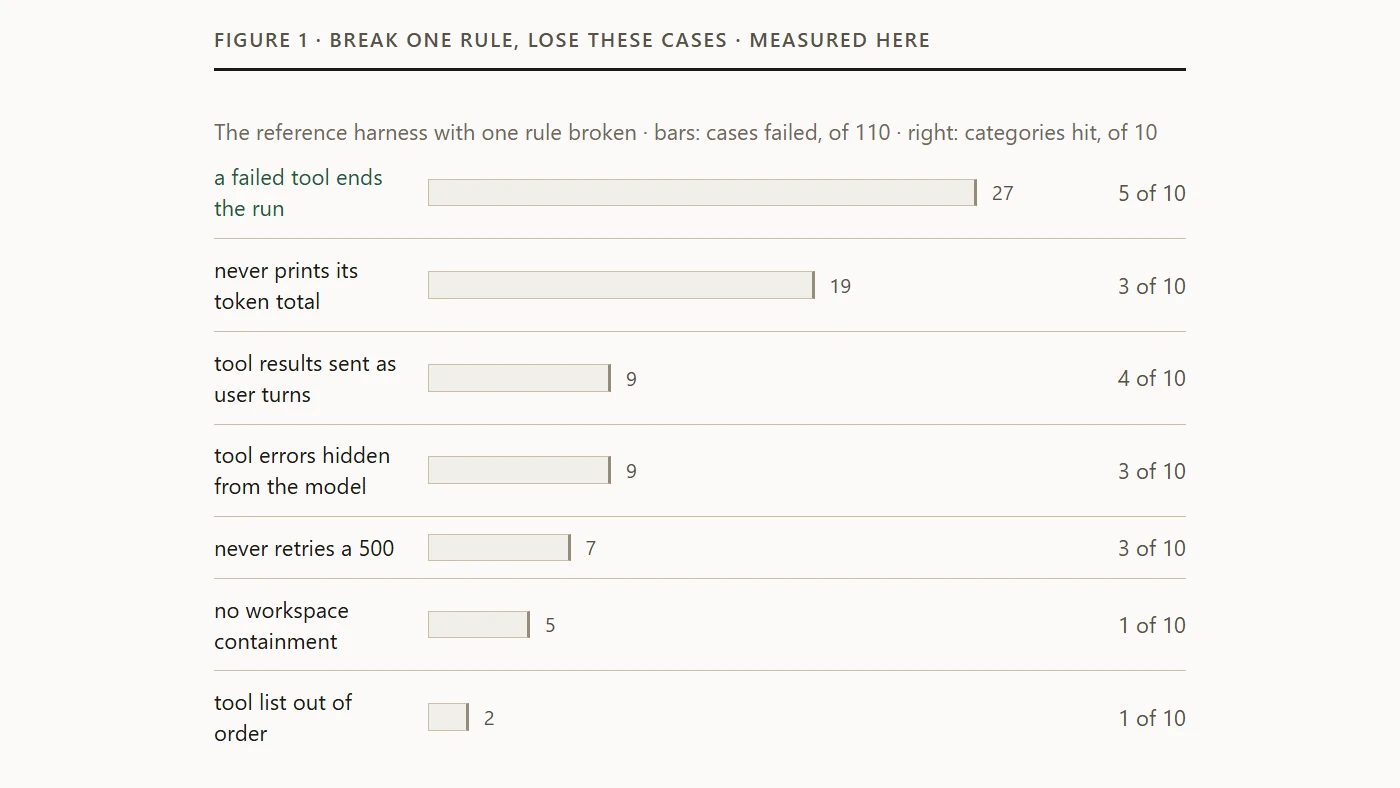 FIGURE 1 · BREAK ONE RULE, LOSE THESE CASES · MEASURED HERE
The reference harness with one rule broken · bars: cases failed, of 110 · right: categories hit, of 10
a failed tool ends
the run
27
5 of 10
never prints its
token total
19
3 of 10
tool results sent as
user turns
9
4 of 10
tool errors hidden
from the model
9
3 of 10
never retries a 500
7
3 of 10
no workspace
containment
5
1 of 10
tool list out of
order
2
1 of 10